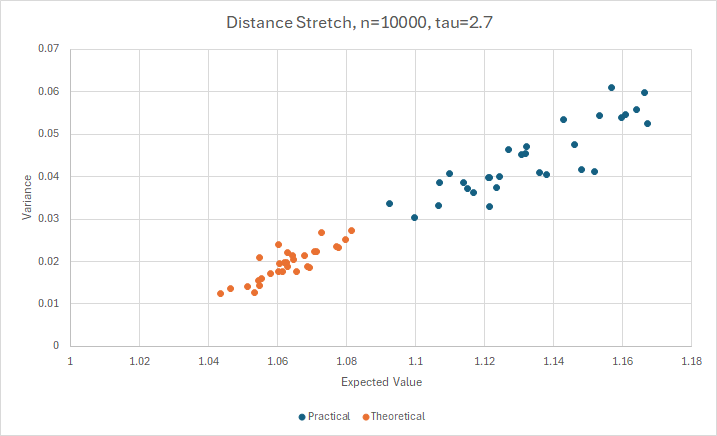 Distance Stretch, n=10000, tau=2.7
0.07
0.06
0.05
0.04
0.03
0.02
0.01
0
Variance
1 1.02 1.04 1.06 1.08 1.1 1.12 1.14 1.16 1.18
Expected Value
Practical Theoretical